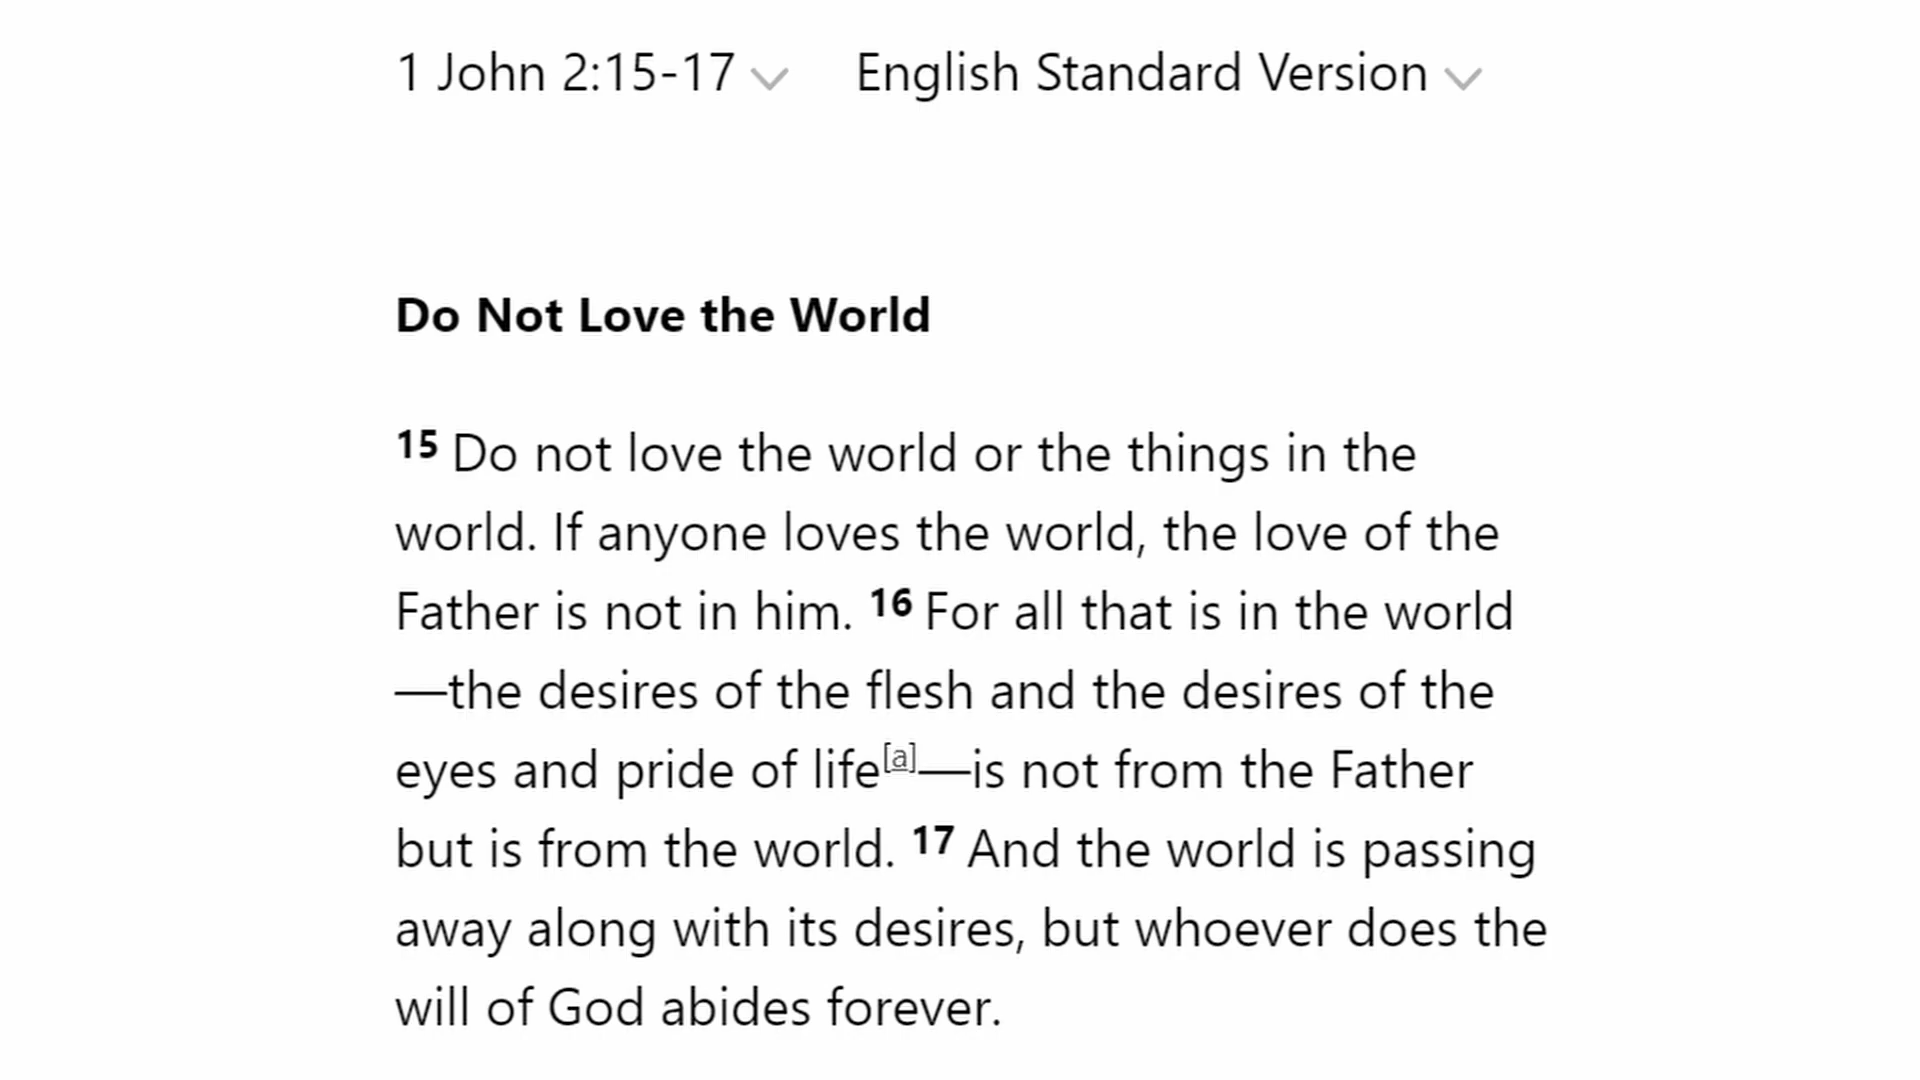 1 John 2:15-17 English Standard Version
Do Not Love the World
15 Do not love the world or the things in the
world. If anyone loves the world, the love of the
Father is not in him. 16 For all that is in the world
—the desires of the flesh and the desires of the
eyes and pride of life[a]—is not from the Father
but is from the world. 17 And the world is passing
away along with its desires, but whoever does the
will of God abides forever.